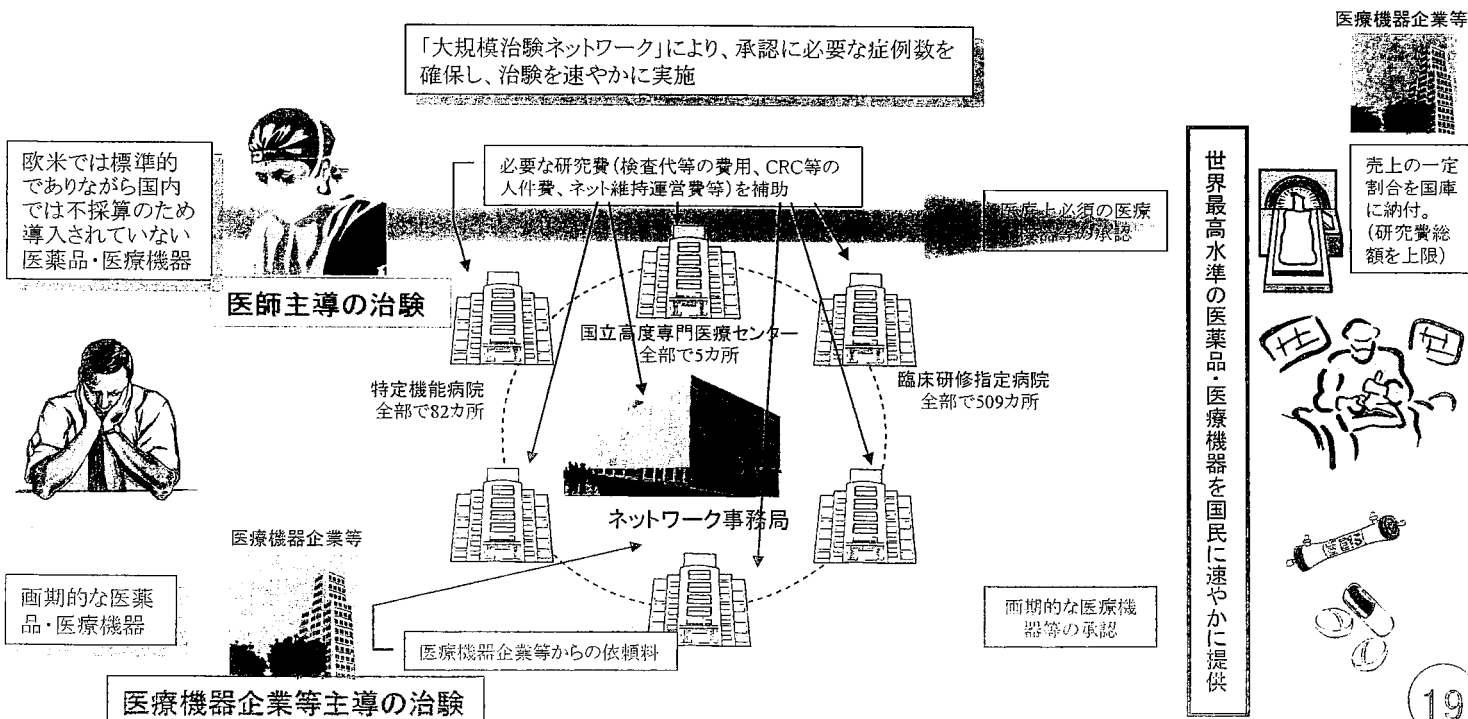 「大規模治験ネットワーク」により、承認に必要な症例数を
確保し、治験を速やかに実施
医療機器企業等
欧米では標準的
でありながら国内
では不採算のため
導入されていない
医薬品・医療機器
必要な研究費(検査代等の費用、CRC等の
人件費、ネット維持運営費等)を補助
医療上必須の医療
等の承認
売上の一定
割合を国庫
に納付。
(研究費総
額を上限)
世界最高水準の医薬品・医療機器を国民に速やかに提供
医師主導の治験
国立高度専門医療センター
全部で5カ所
特定機能病院
全部で82カ所
臨床研修指定病院
全部で509カ所
ネットワーク事務局
医療機器企業等
画期的な医薬
品・医療機器
画期的な医療機
器等の承認
医療機器企業等からの依頼料
医療機器企業等主導の治験
19